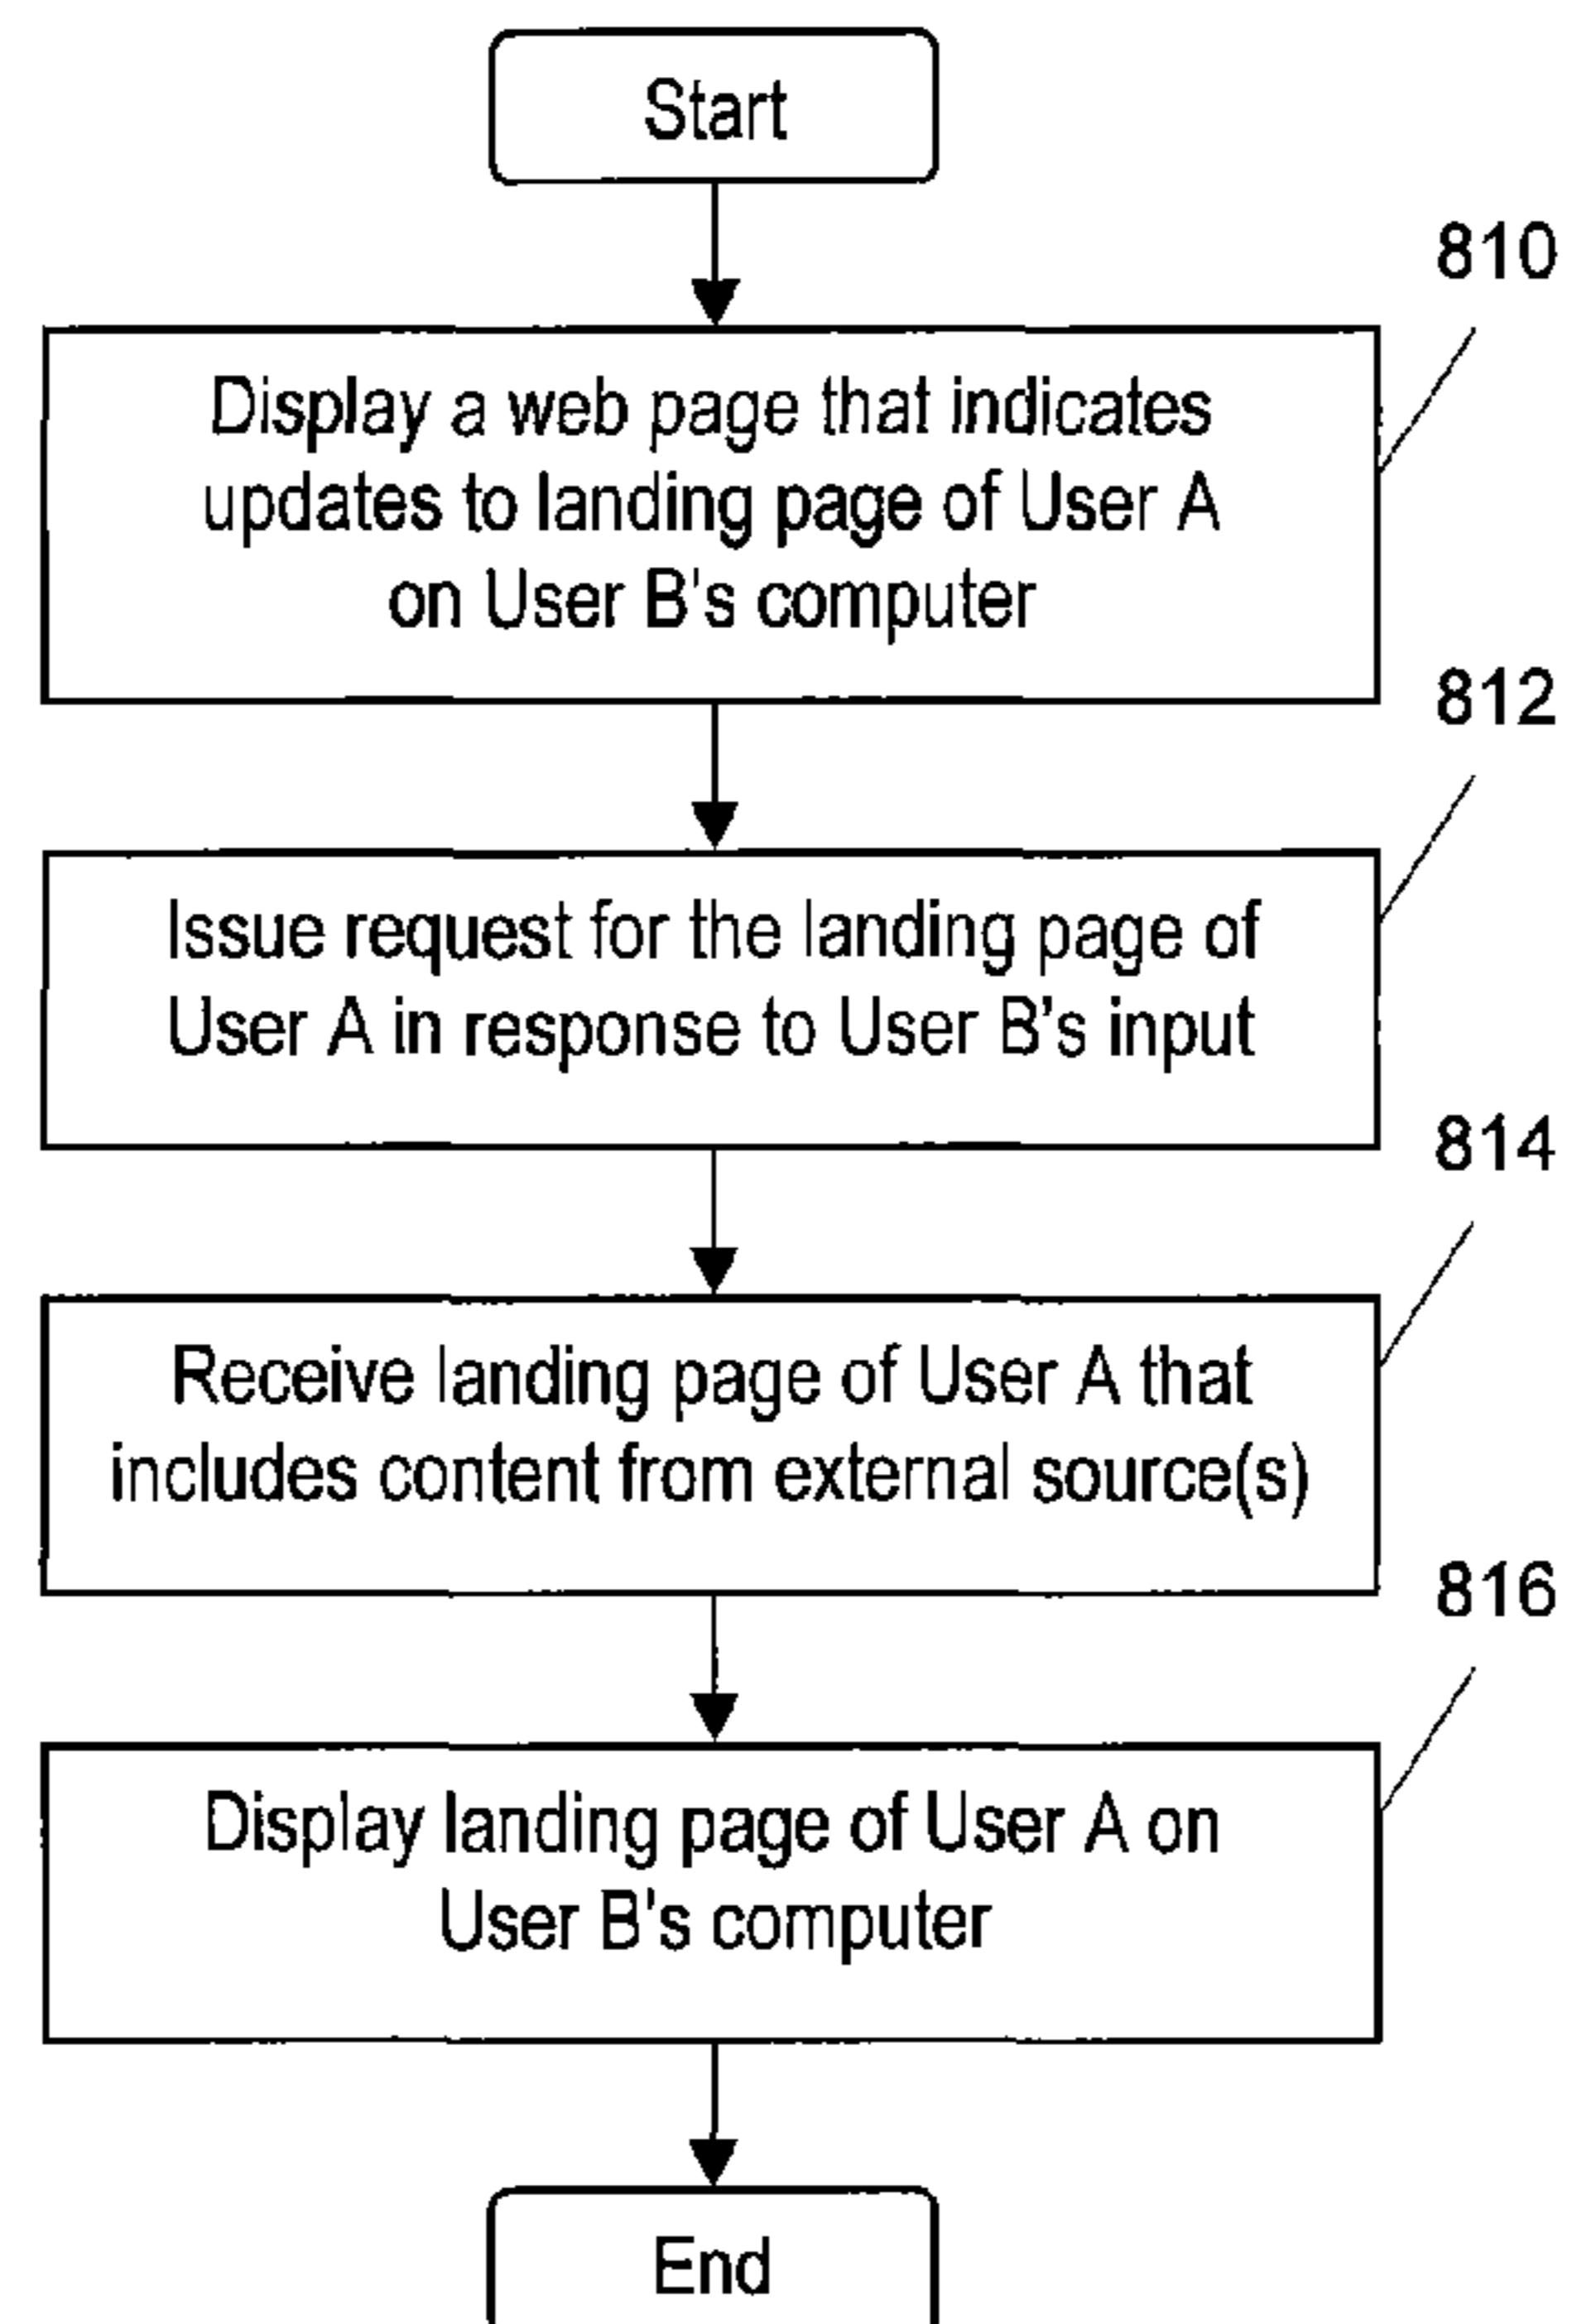 Start
810
Display a web page that indicates
updates to landing page of User A
on User B's computer
812
Issue request for the landing page of
User A in response to User B's input
814
Receive landing page of User A that
includes content from external source(s)
816
Display landing page of User A on
User B's computer
End